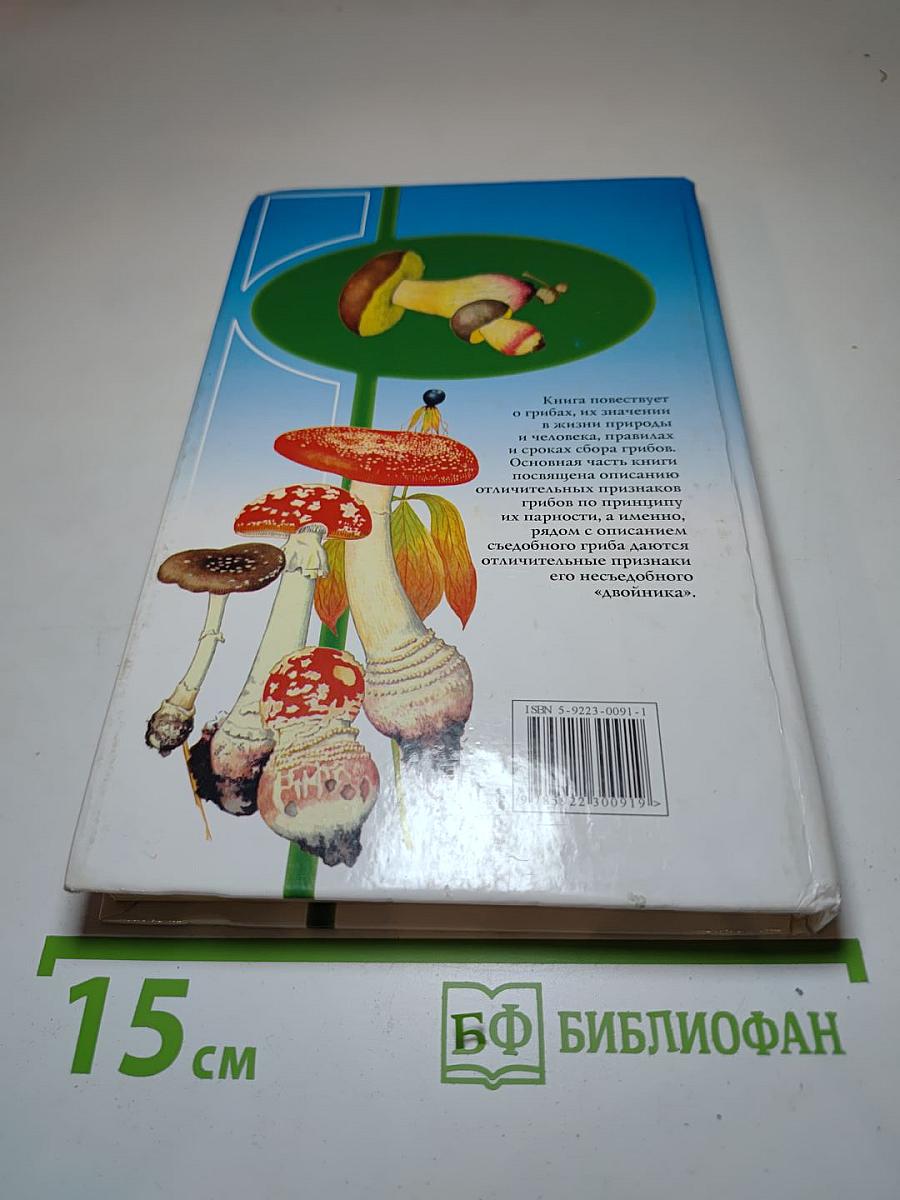 Книга повествует
о грибах, их значении
в жизни природы
и человека, правилах
и сроках сбора грибов.
Основная часть книги
посвящена описанию
отличительных признаков
грибов по принципу
их парности, а именно,
рядом с описанием
съедобного гриба даются
отличительные признаки
его несъедобного
«двойника».
ISBN 5-9223-0091-1
15 см
БФ БИБЛИОФАН